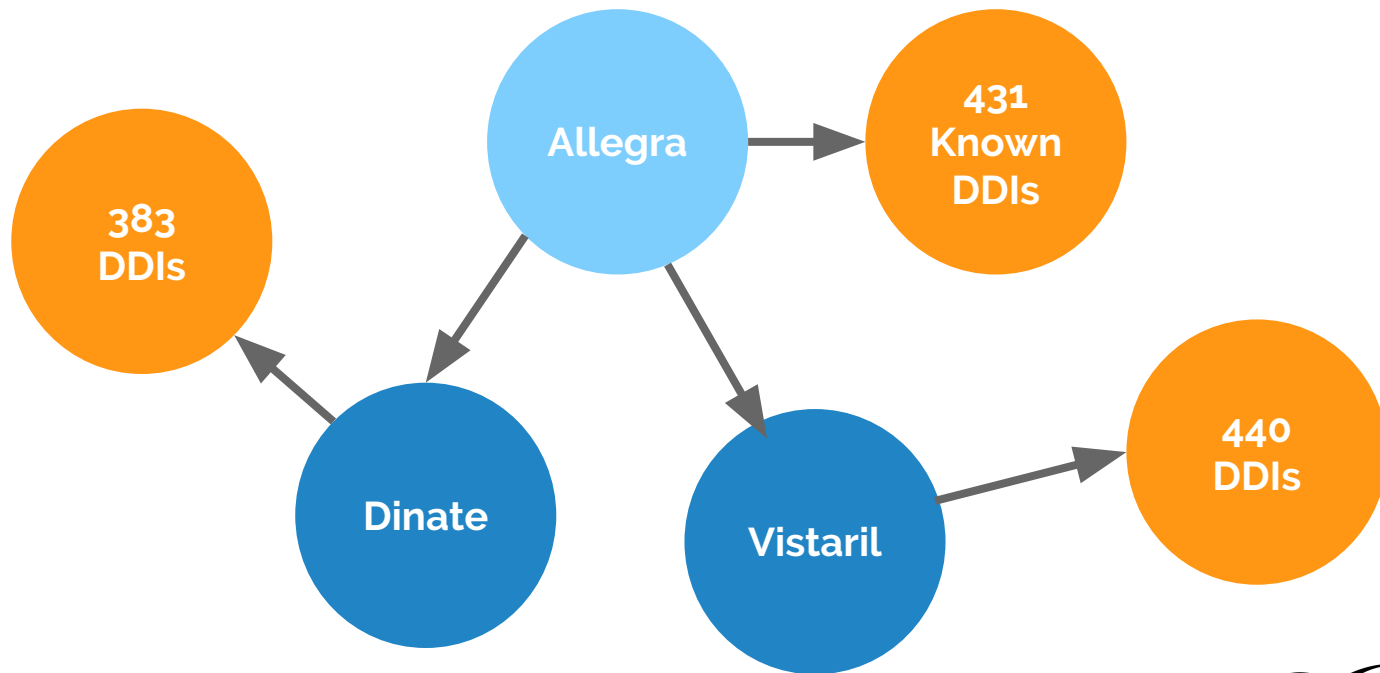 Allegra
431
Known
DDIs
383
DDIs
440
DDIs
Dinate
Vistaril